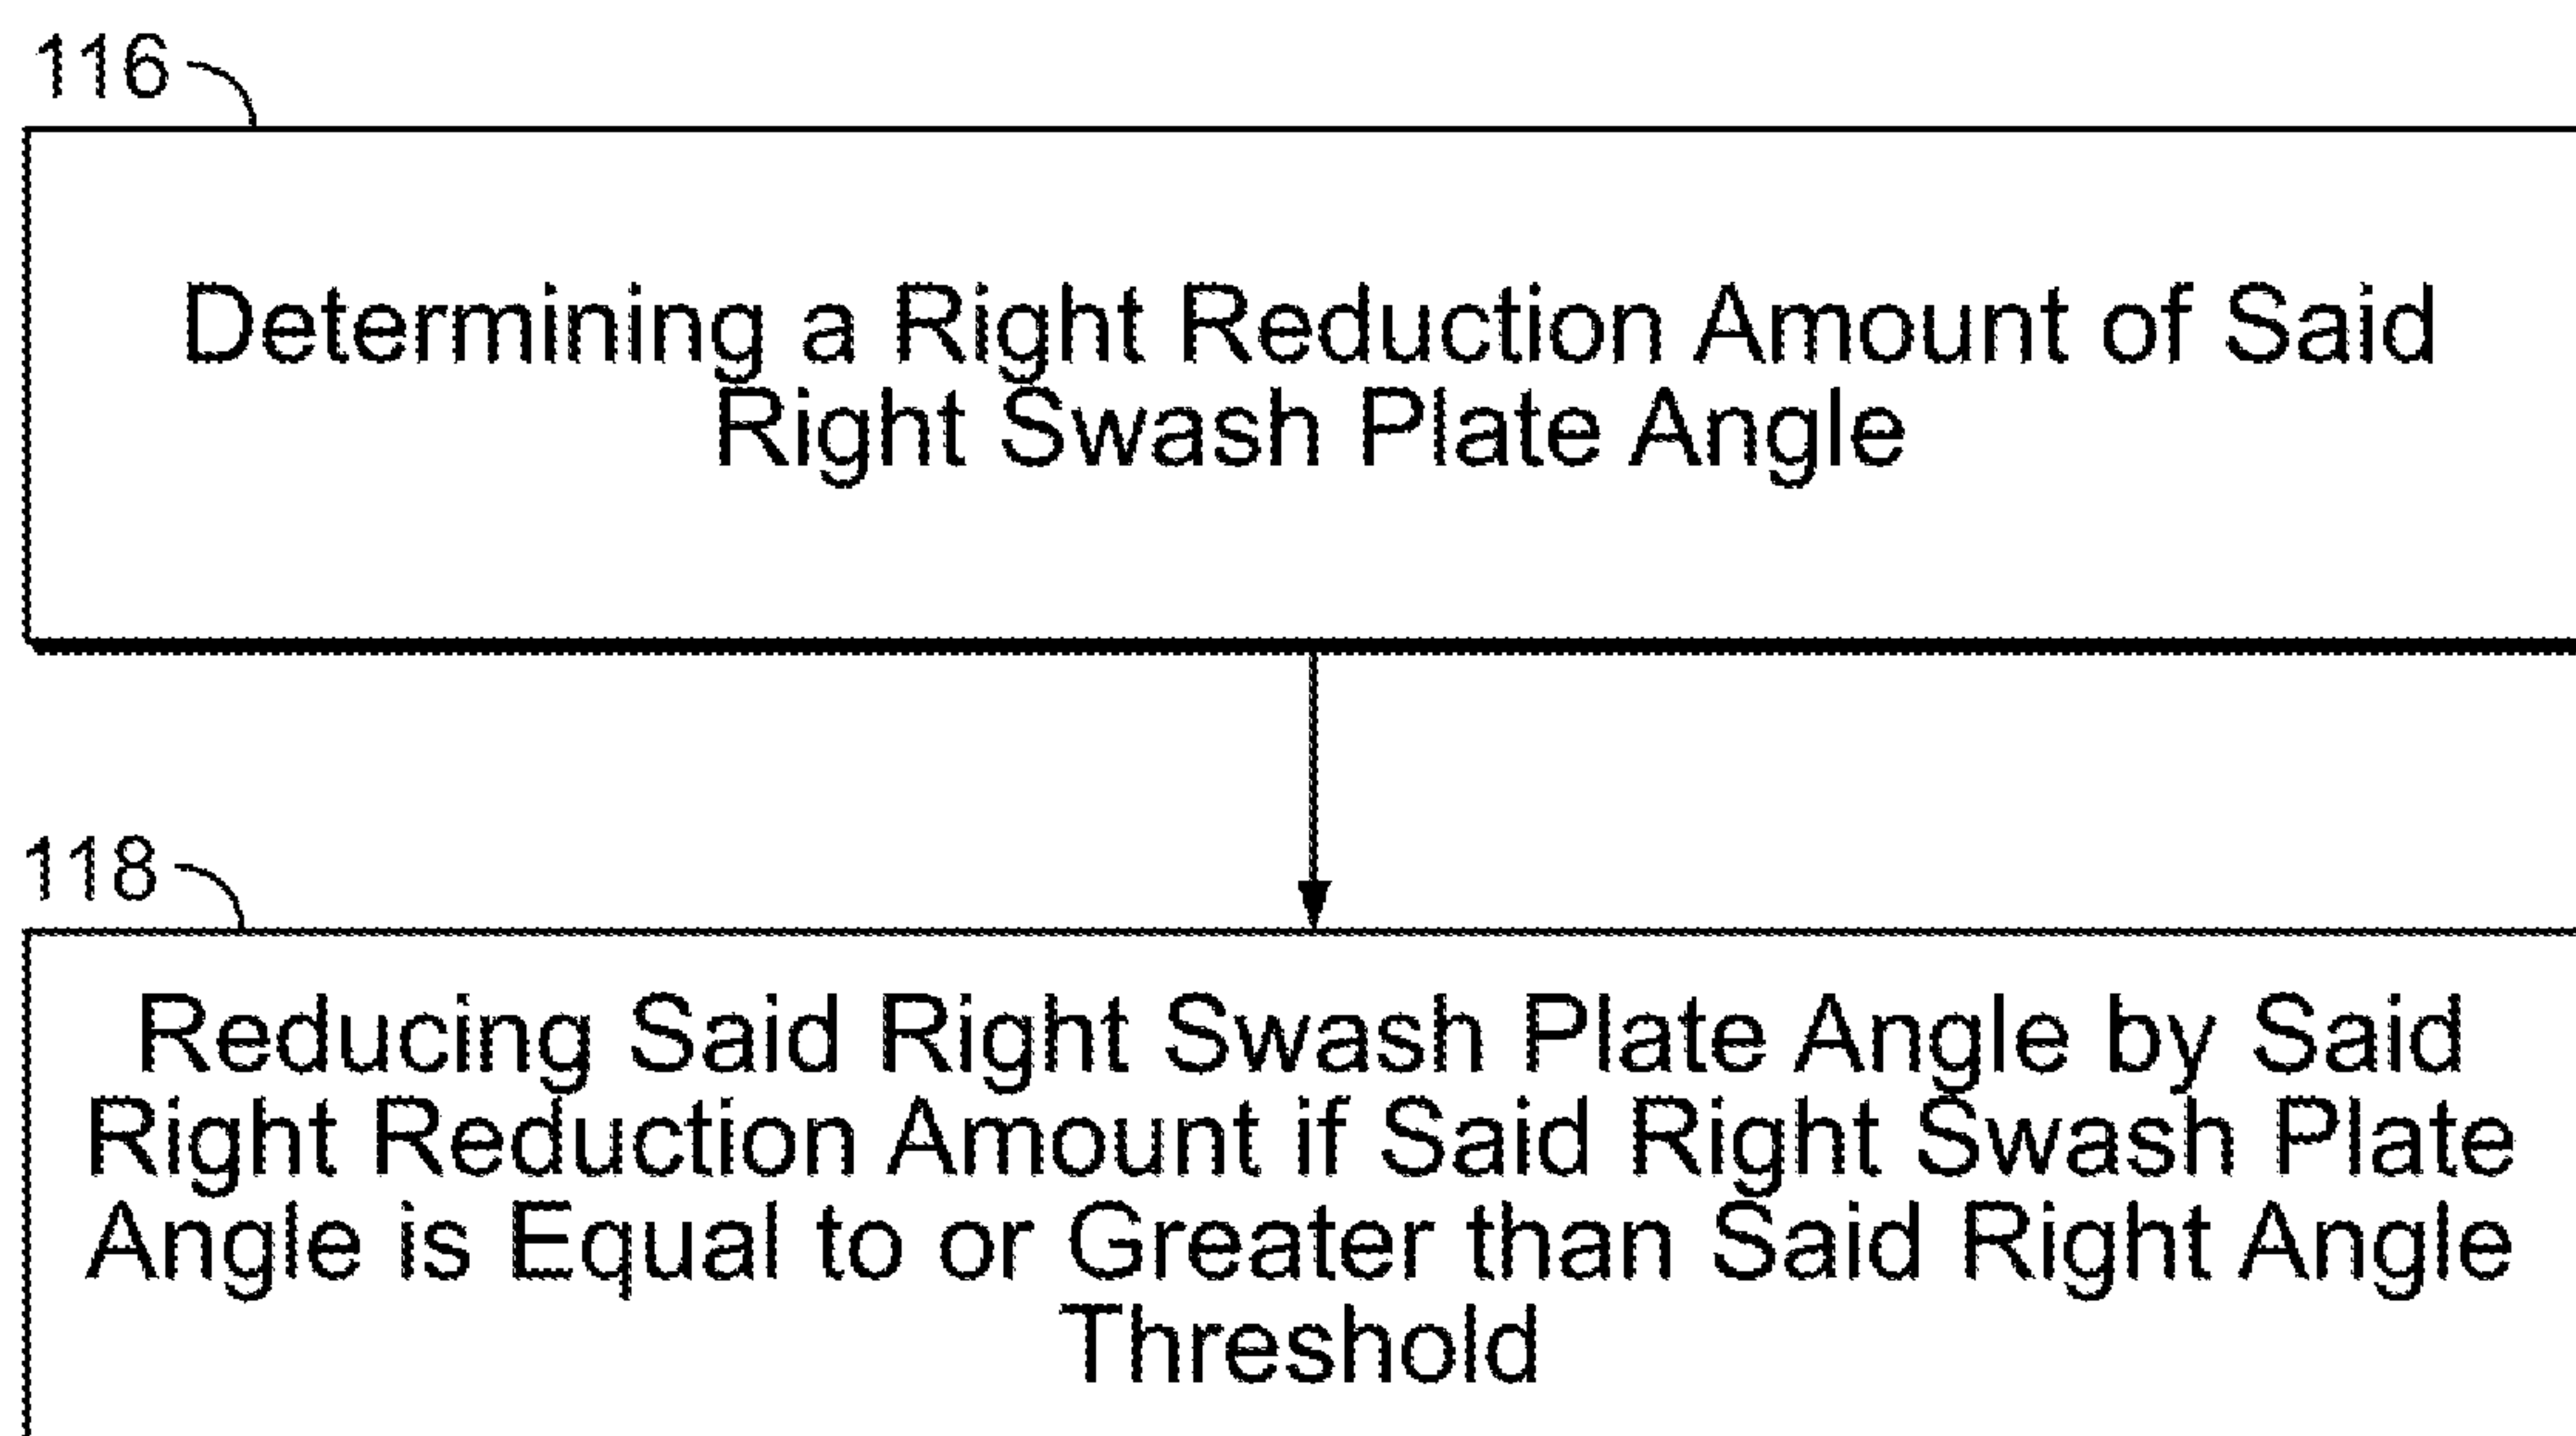 116
Determining a Right Reduction Amount of Said
Right Swash Plate Angle
118
Reducing Said Right Swash Plate Angle by Said
Right Reduction Amount if Said Right Swash Plate
Angle is Equal to or Greater than Said Right Angle
Threshold